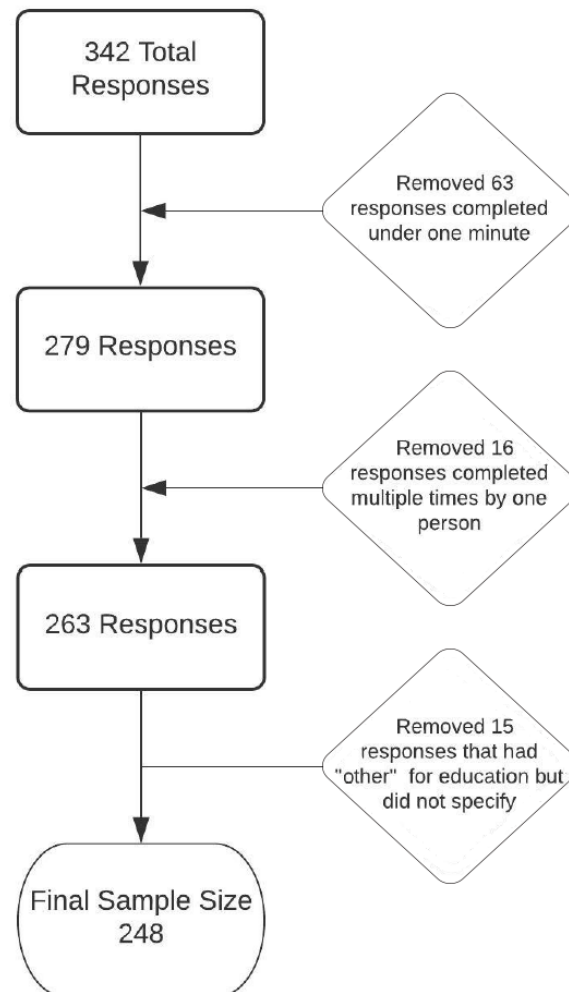 342 Total
Responses
Removed 63
responses completed
under one minute
279 Responses
Removed 16
responses completed
multiple times by one
person
263 Responses
Removed 15
responses that had
"other" for education but
did not specify
Final Sample Size
248